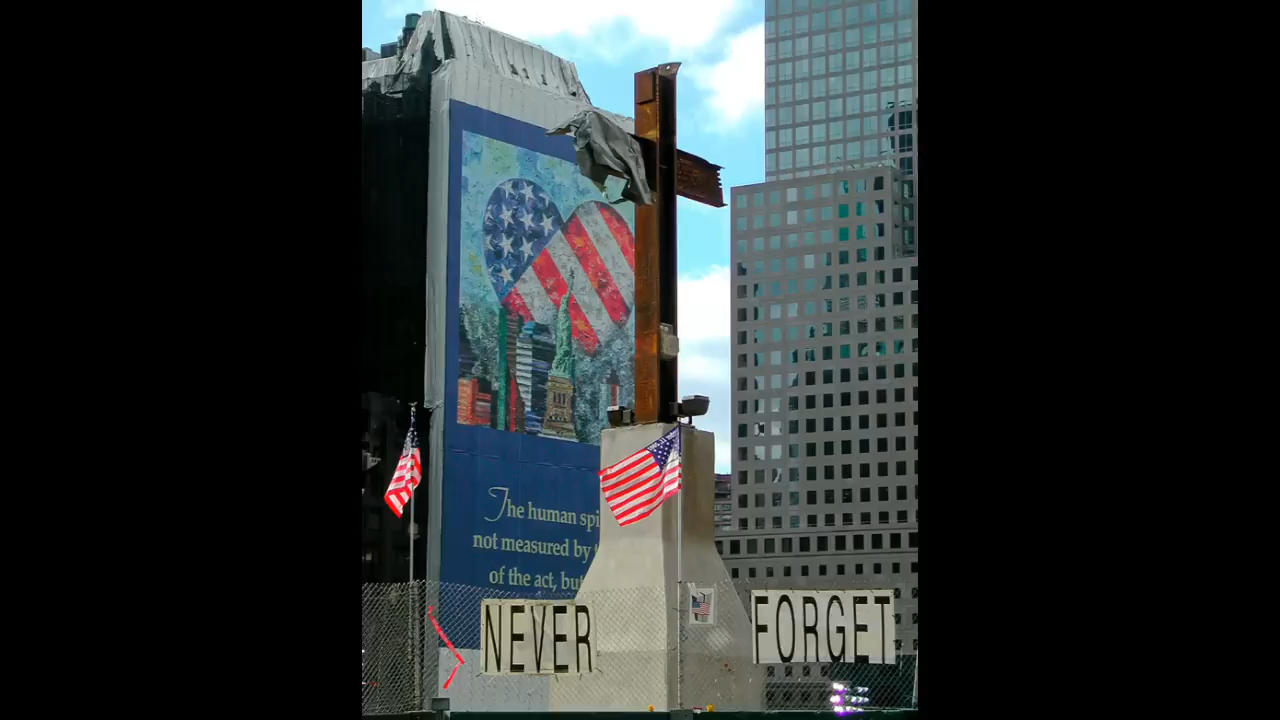 The human spi
not measured by
of the act, but
NEVER FORGET